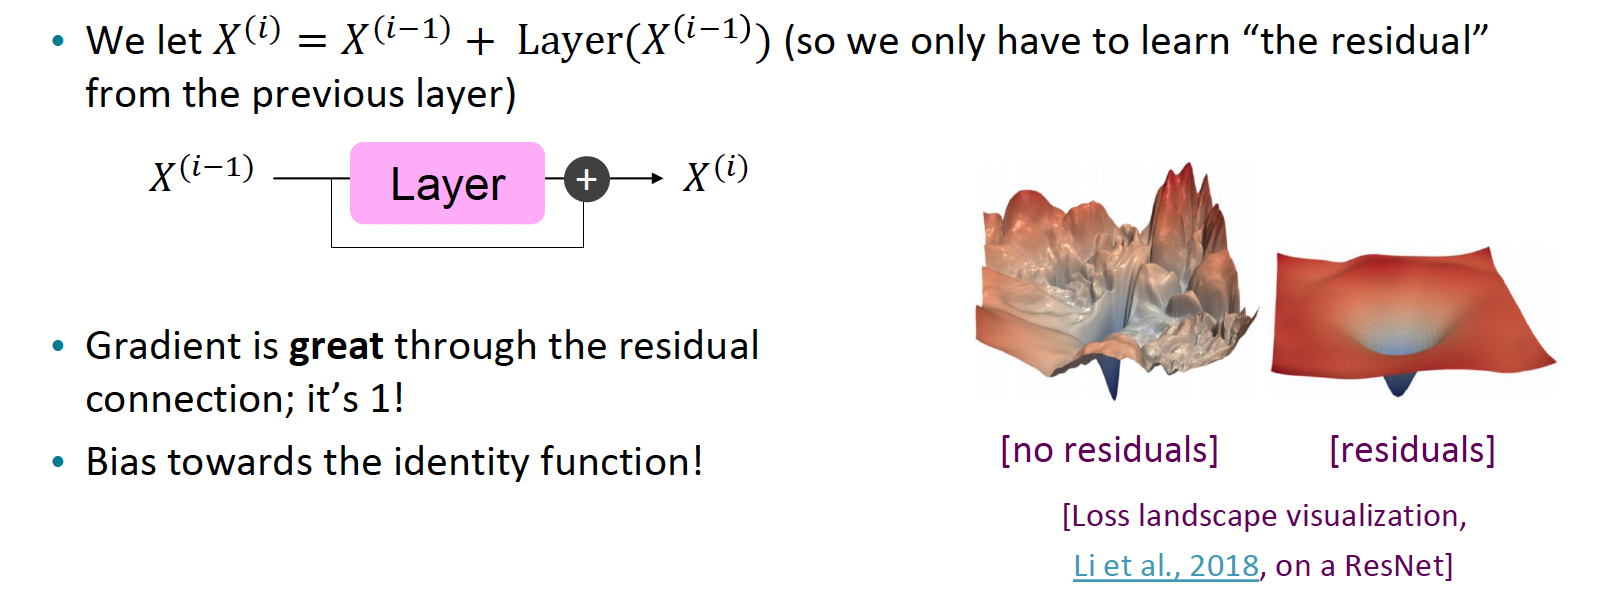 • We let X^(i) = X^(i−1) + Layer(X^(i−1)) (so we only have to learn “the residual”
from the previous layer)
X^(i−1) Layer + X^(i)
• Gradient is great through the residual
connection; it’s 1!
• Bias towards the identity function!
[no residuals] [residuals]
[Loss landscape visualization,
Li et al., 2018, on a ResNet]